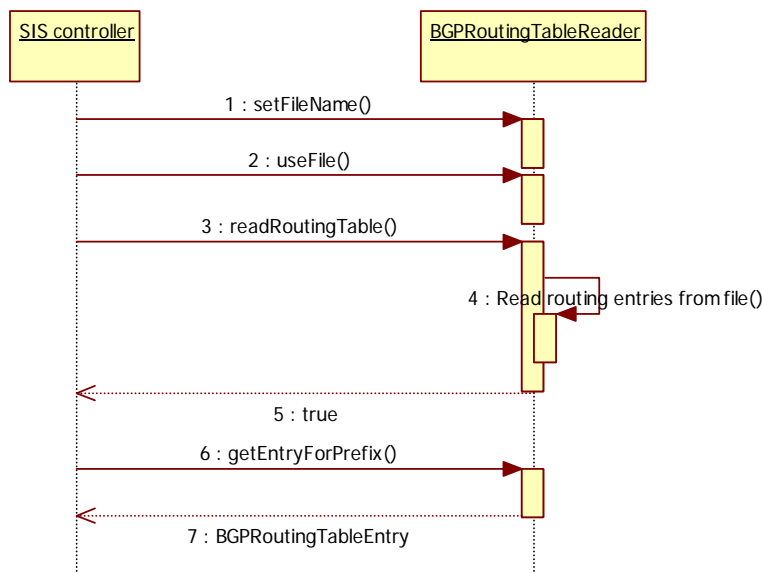 SIS controller
BGPRoutingTableReader
1 : setFileName()
2 : useFile()
3 : readRoutingTable()
4 : Read routing entries from file()
5 : true
6 : getEntryForPrefix()
7 : BGPRoutingTableEntry